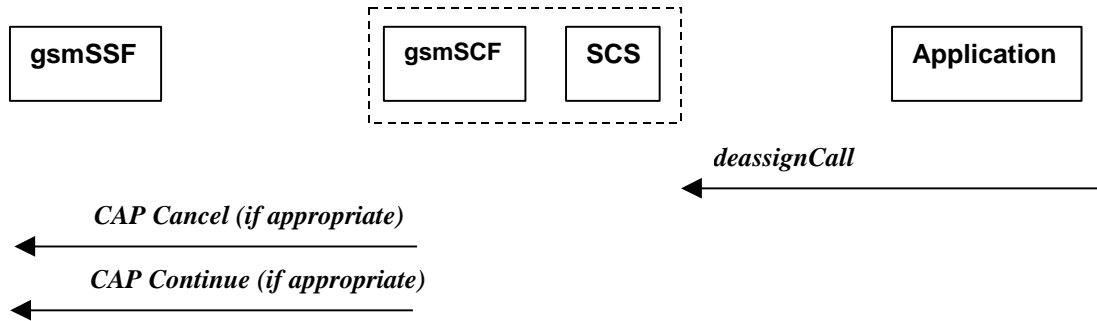 gsmSSF
gsmSCF
SCS
Application
deassignCall
CAP Cancel (if appropriate)
CAP Continue (if appropriate)